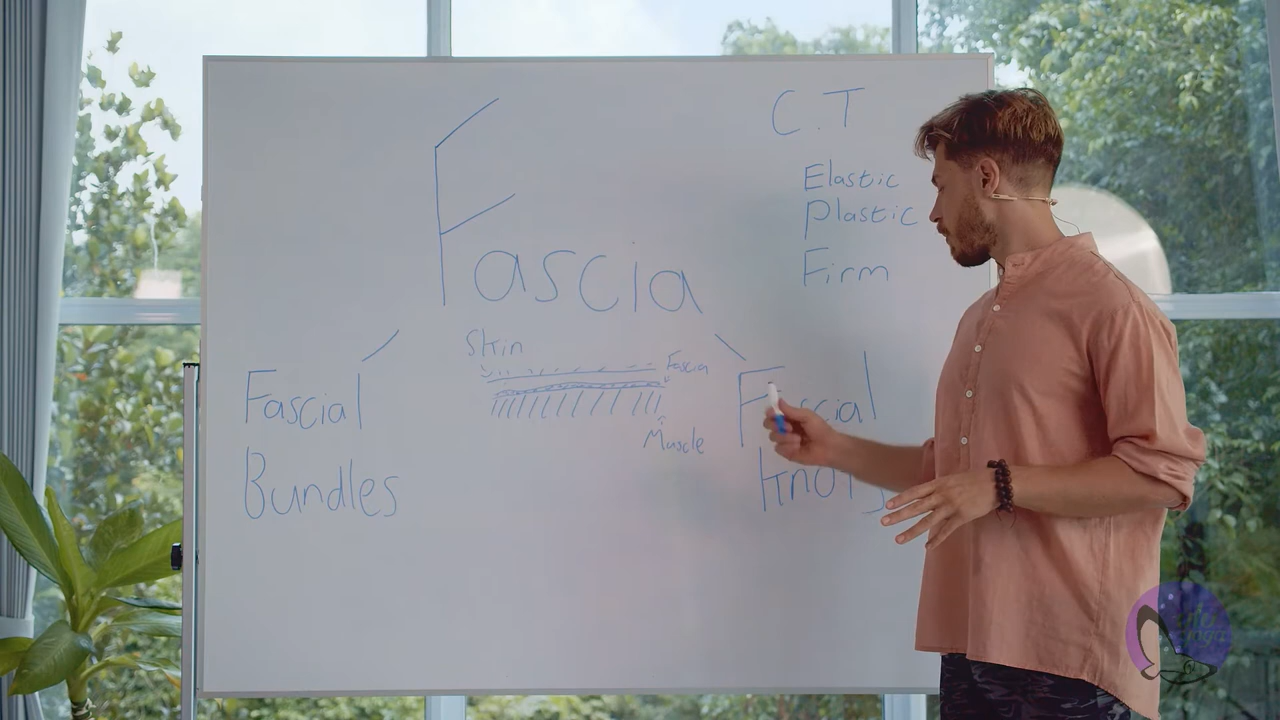 C.T
Elastic
Plastic
Firm
Fascia
Skin
Fascia
Muscle
Fascial
Bundles
Fascial
Knots